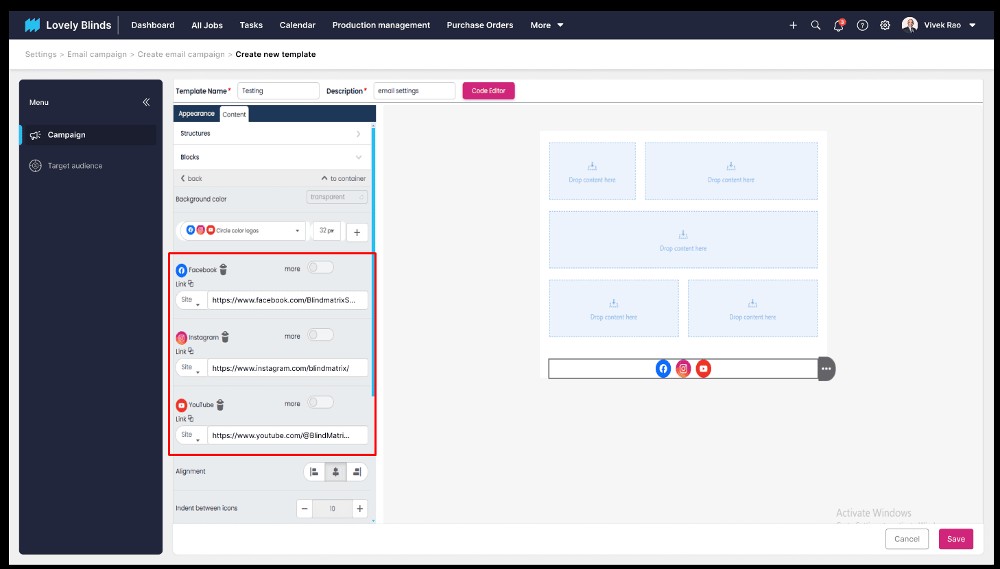 Lovely Blinds Dashboard All Jobs Tasks Calendar Production management Purchase Orders More 3 Vivek Rao
Settings > Email campaign > Create email campaign > Create new template
Menu
Campaign
Target audience
Template Name* Testing Description* email settings Code Editor
Appearance Content
Structures
Blocks
back to container
Background color transparent
Circle color logos 32 px +
Facebook more
Link
Site https://www.facebook.com/BlindmatrixS...
Instagram more
Link
Site https://www.instagram.com/blindmatrix/
YouTube more
Link
Site https://www.youtube.com/@BlindMatri...
Alignment
Indent between icons − 10 +
Drop content here Drop content here
Drop content here
Drop content here Drop content here
Activate Windows
Cancel Save